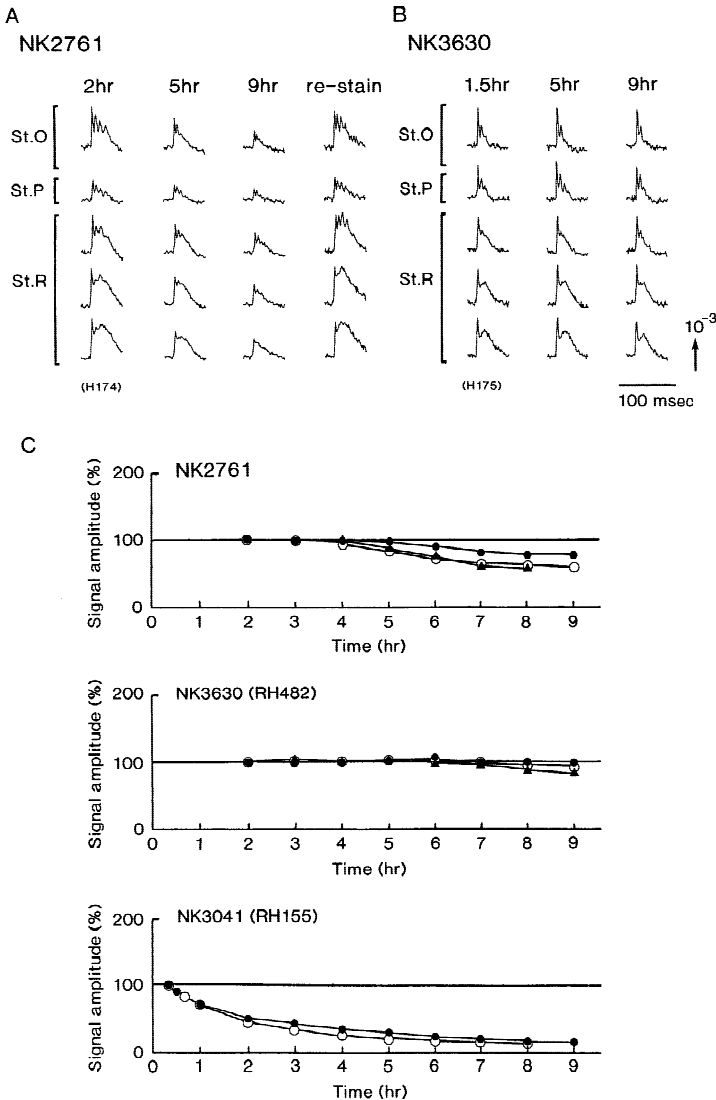 A
B
NK2761
NK3630
2hr 5hr 9hr re-stain
1.5hr 5hr 9hr
St.O
St.P
St.R
St.O
St.P
St.R
10⁻³
(H174)
(H175)
100 msec
C
NK2761
Signal amplitude (%)
200
100
0
0 1 2 3 4 5 6 7 8 9
Time (hr)
NK3630 (RH482)
Signal amplitude (%)
200
100
0
0 1 2 3 4 5 6 7 8 9
Time (hr)
NK3041 (RH155)
Signal amplitude (%)
200
100
0
0 1 2 3 4 5 6 7 8 9
Time (hr)